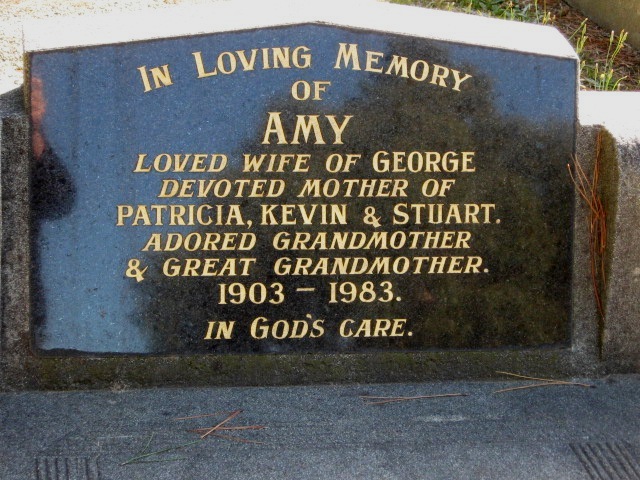 IN LOVING MEMORY
OF
AMY
LOVED WIFE OF GEORGE
DEVOTED MOTHER OF
PATRICIA, KEVIN & STUART.
ADORED GRANDMOTHER
& GREAT GRANDMOTHER.
1903 – 1983.
IN GOD'S CARE.